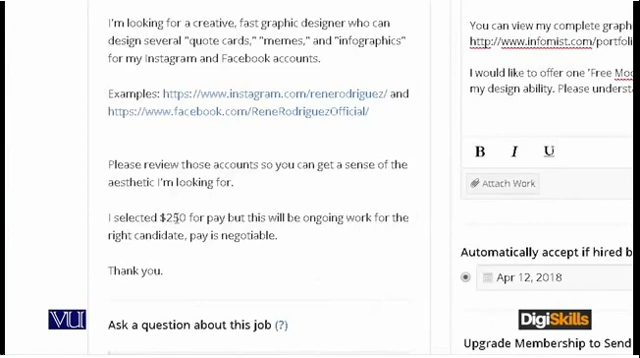 I'm looking for a creative, fast graphic designer who can
design several "quote cards," "memes," and "infographics"
for my Instagram and Facebook accounts.
Examples: https://www.instagram.com/renerodriguez/ and
https://www.facebook.com/ReneRodriguezOfficial/
Please review those accounts so you can get a sense of the
aesthetic I'm looking for.
I selected $250 for pay but this will be ongoing work for the
right candidate, pay is negotiable.
Thank you.
Ask a question about this job (?)
You can view my complete graph
http://www.infomist.com/portfoli
I would like to offer one 'Free Moc
my design ability. Please underst
B I U
Attach Work
Automatically accept if hired b
Apr 12, 2018
Upgrade Membership to Send
VU
DigiSkills